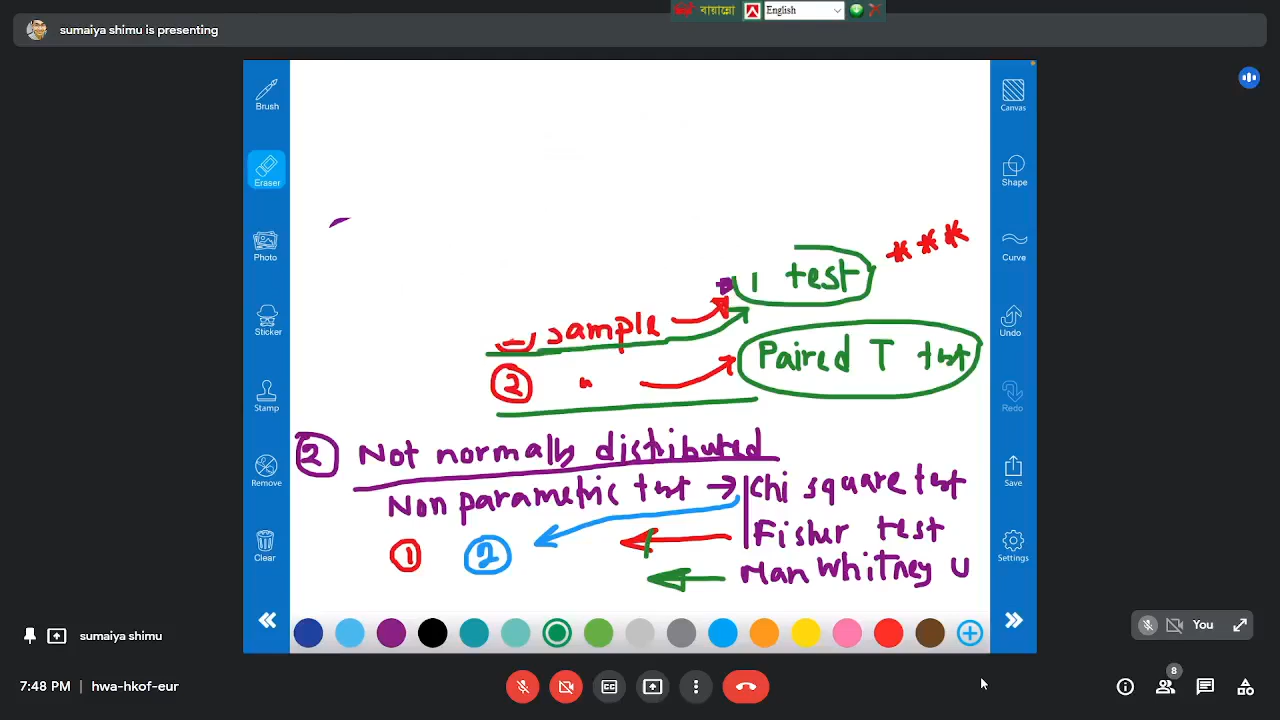 বায়ান্নো
English
sumaiya shimu is presenting
Brush
Eraser
Photo
Sticker
Stamp
Remove
Clear
Canvas
Shape
Curve
Undo
Redo
Save
Settings
test ***
sample
2 "
Paired T test
2 Not normally distributed
Non parametric test → Chi square test
Fisher test
1 2
Man Whitney U
sumaiya shimu
You
7:48 PM | hwa-hkof-eur
8